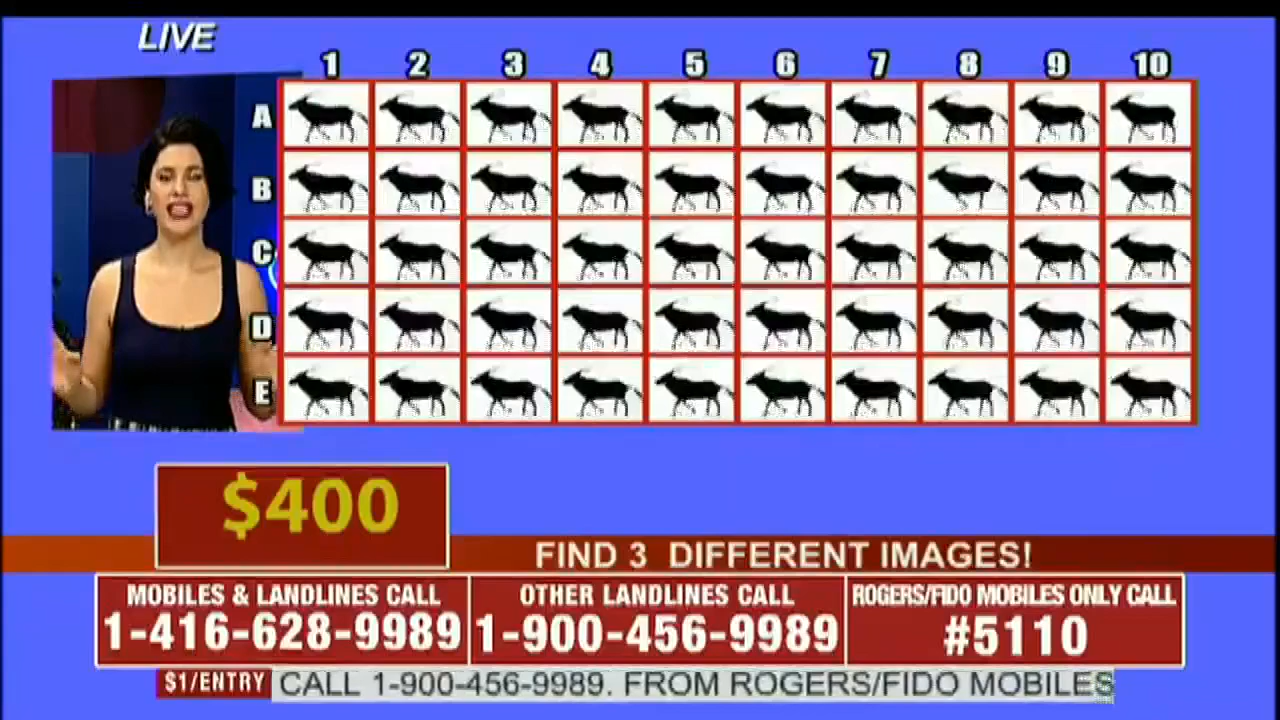 LIVE
1 2 3 4 5 6 7 8 9 10
A
B
C
D
E
$400
FIND 3 DIFFERENT IMAGES!
MOBILES & LANDLINES CALL
1-416-628-9989
OTHER LANDLINES CALL
1-900-456-9989
ROGERS/FIDO MOBILES ONLY CALL
#5110
$1/ENTRY CALL 1-900-456-9989. FROM ROGERS/FIDO MOBILES